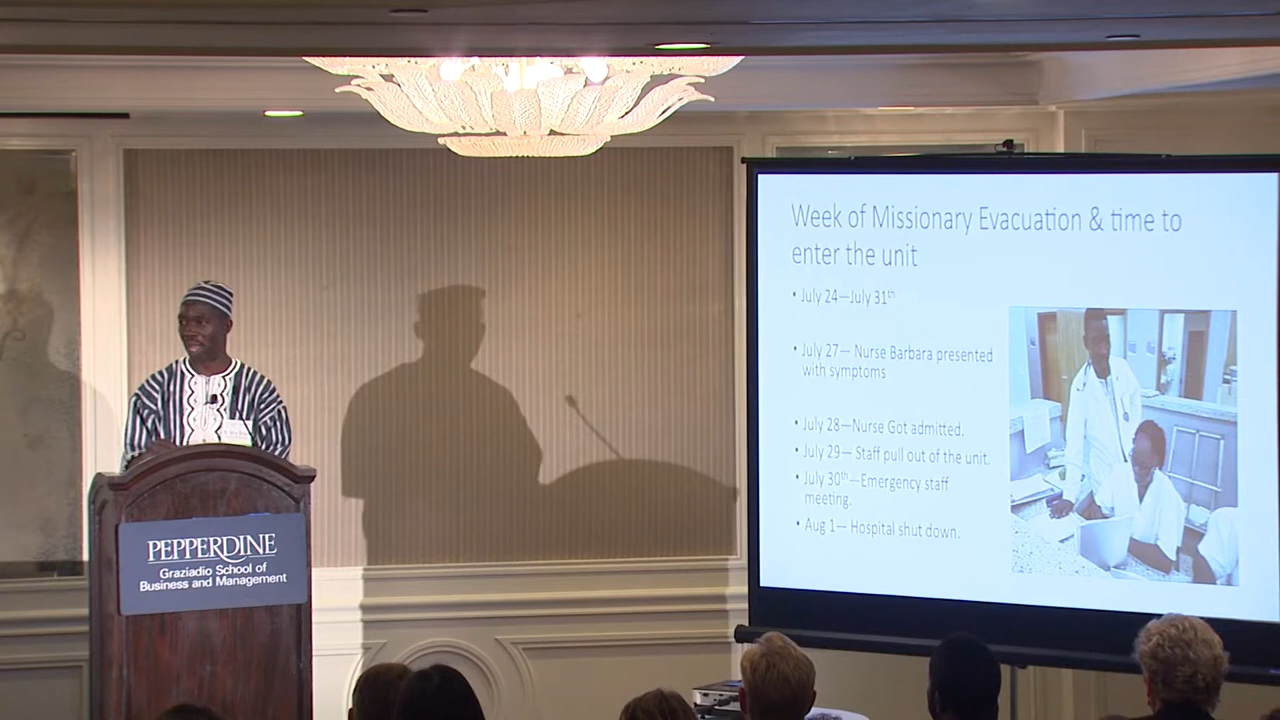 Week of Missionary Evacuation & time to
enter the unit
• July 24—July 31th
• July 27— Nurse Barbara presented
with symptoms
• July 28—Nurse Got admitted.
• July 29— Staff pull out of the unit.
• July 30th—Emergency staff
meeting.
• Aug 1— Hospital shut down.
PEPPERDINE
Graziadio School of
Business and Management